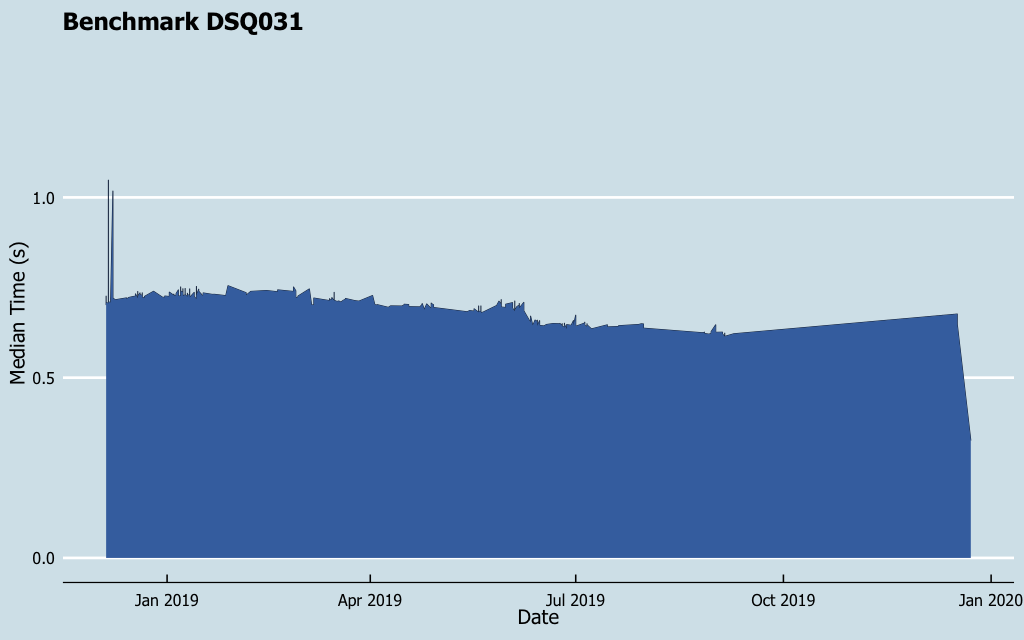 Benchmark DSQ031
1.0
0.5
0.0
Median Time (s)
Jan 2019
Apr 2019
Jul 2019
Oct 2019
Jan 2020
Date